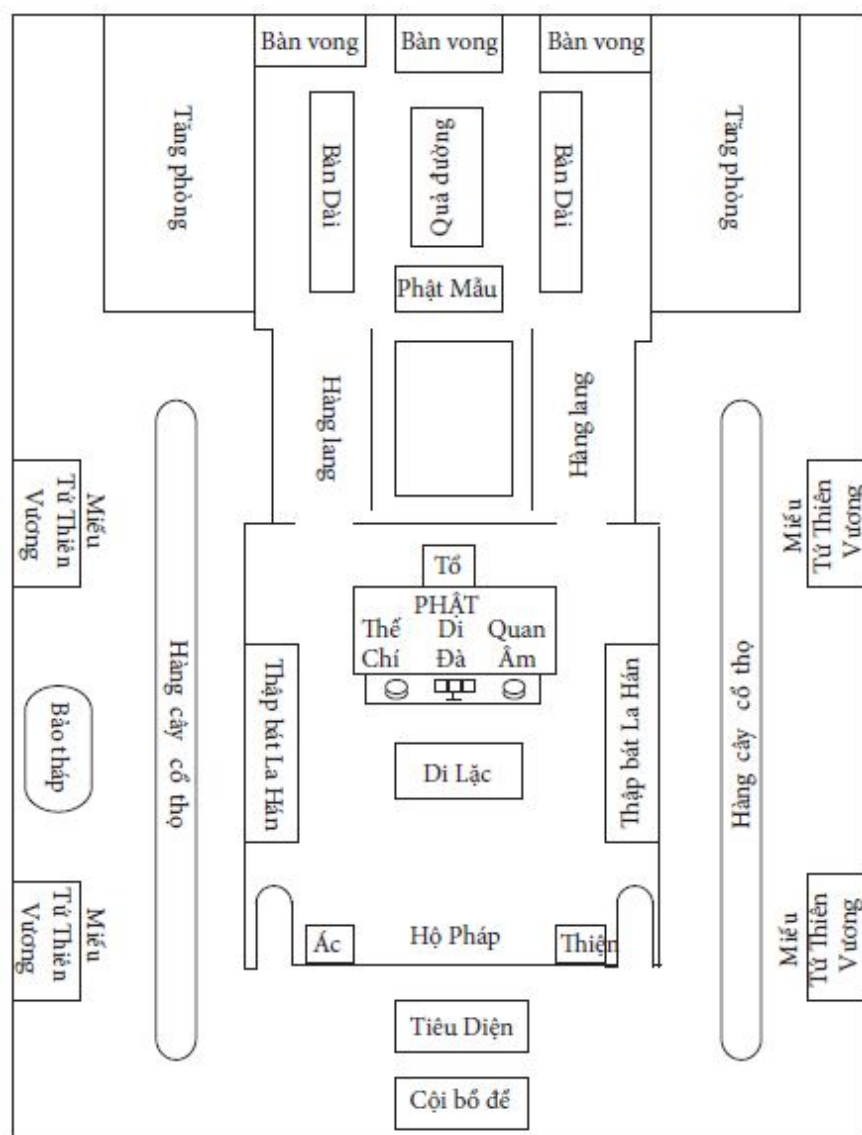 Bàn vong
Bàn vong
Bàn vong
Tăng phòng
Bàn Dài
Quả đường
Bàn Dài
Tăng phòng
Phật Mẫu
Hàng lang
Hàng lang
Miếu
Tứ Thiên
Vương
Miếu
Tứ Thiên
Vương
Tổ
PHẬT
Thế Di Quan
Chí Đà Âm
Hàng cây cổ thọ
Thập bát La Hán
Thập bát La Hán
Hàng cây cổ thọ
Bảo tháp
Di Lặc
Miếu
Tứ Thiên
Vương
Miếu
Tứ Thiên
Vương
Ác
Hộ Pháp
Thiện
Tiêu Diện
Cội bồ đề